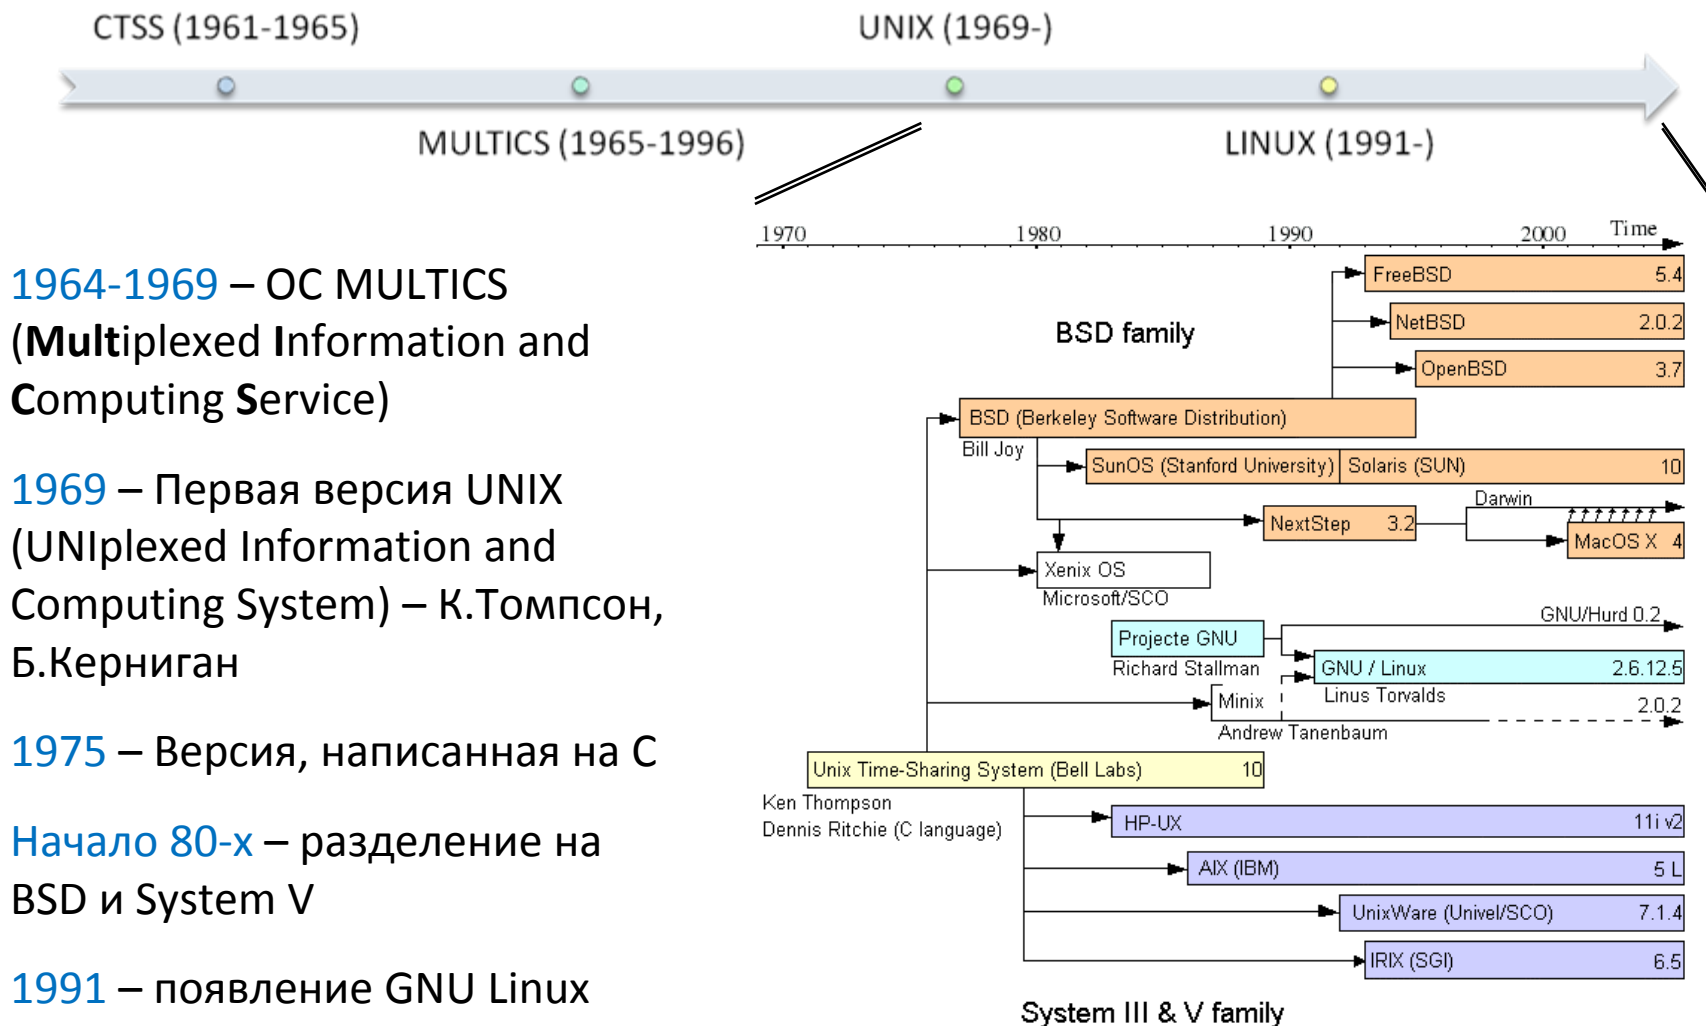 CTSS (1961-1965)
UNIX (1969-)
MULTICS (1965-1996)
LINUX (1991-)
1964-1969 – ОС MULTICS
(Multiplexed Information and
Computing Service)
1969 – Первая версия UNIX
(UNIplexed Information and
Computing System) – К.Томпсон,
Б.Керниган
1975 – Версия, написанная на С
Начало 80-х – разделение на
BSD и System V
1991 – появление GNU Linux
1970 1980 1990 2000 Time
FreeBSD 5.4
BSD family
NetBSD 2.0.2
OpenBSD 3.7
BSD (Berkeley Software Distribution)
Bill Joy
SunOS (Stanford University) Solaris (SUN) 10
Darwin
NextStep 3.2
MacOS X 4
Xenix OS
Microsoft/SCO
GNU/Hurd 0.2
Projecte GNU
Richard Stallman
GNU / Linux 2.6.12.5
Linus Torvalds
Minix 2.0.2
Andrew Tanenbaum
Unix Time-Sharing System (Bell Labs) 10
Ken Thompson
Dennis Ritchie (C language)
HP-UX 11i v2
AIX (IBM) 5 L
UnixWare (Univel/SCO) 7.1.4
IRIX (SGI) 6.5
System III & V family